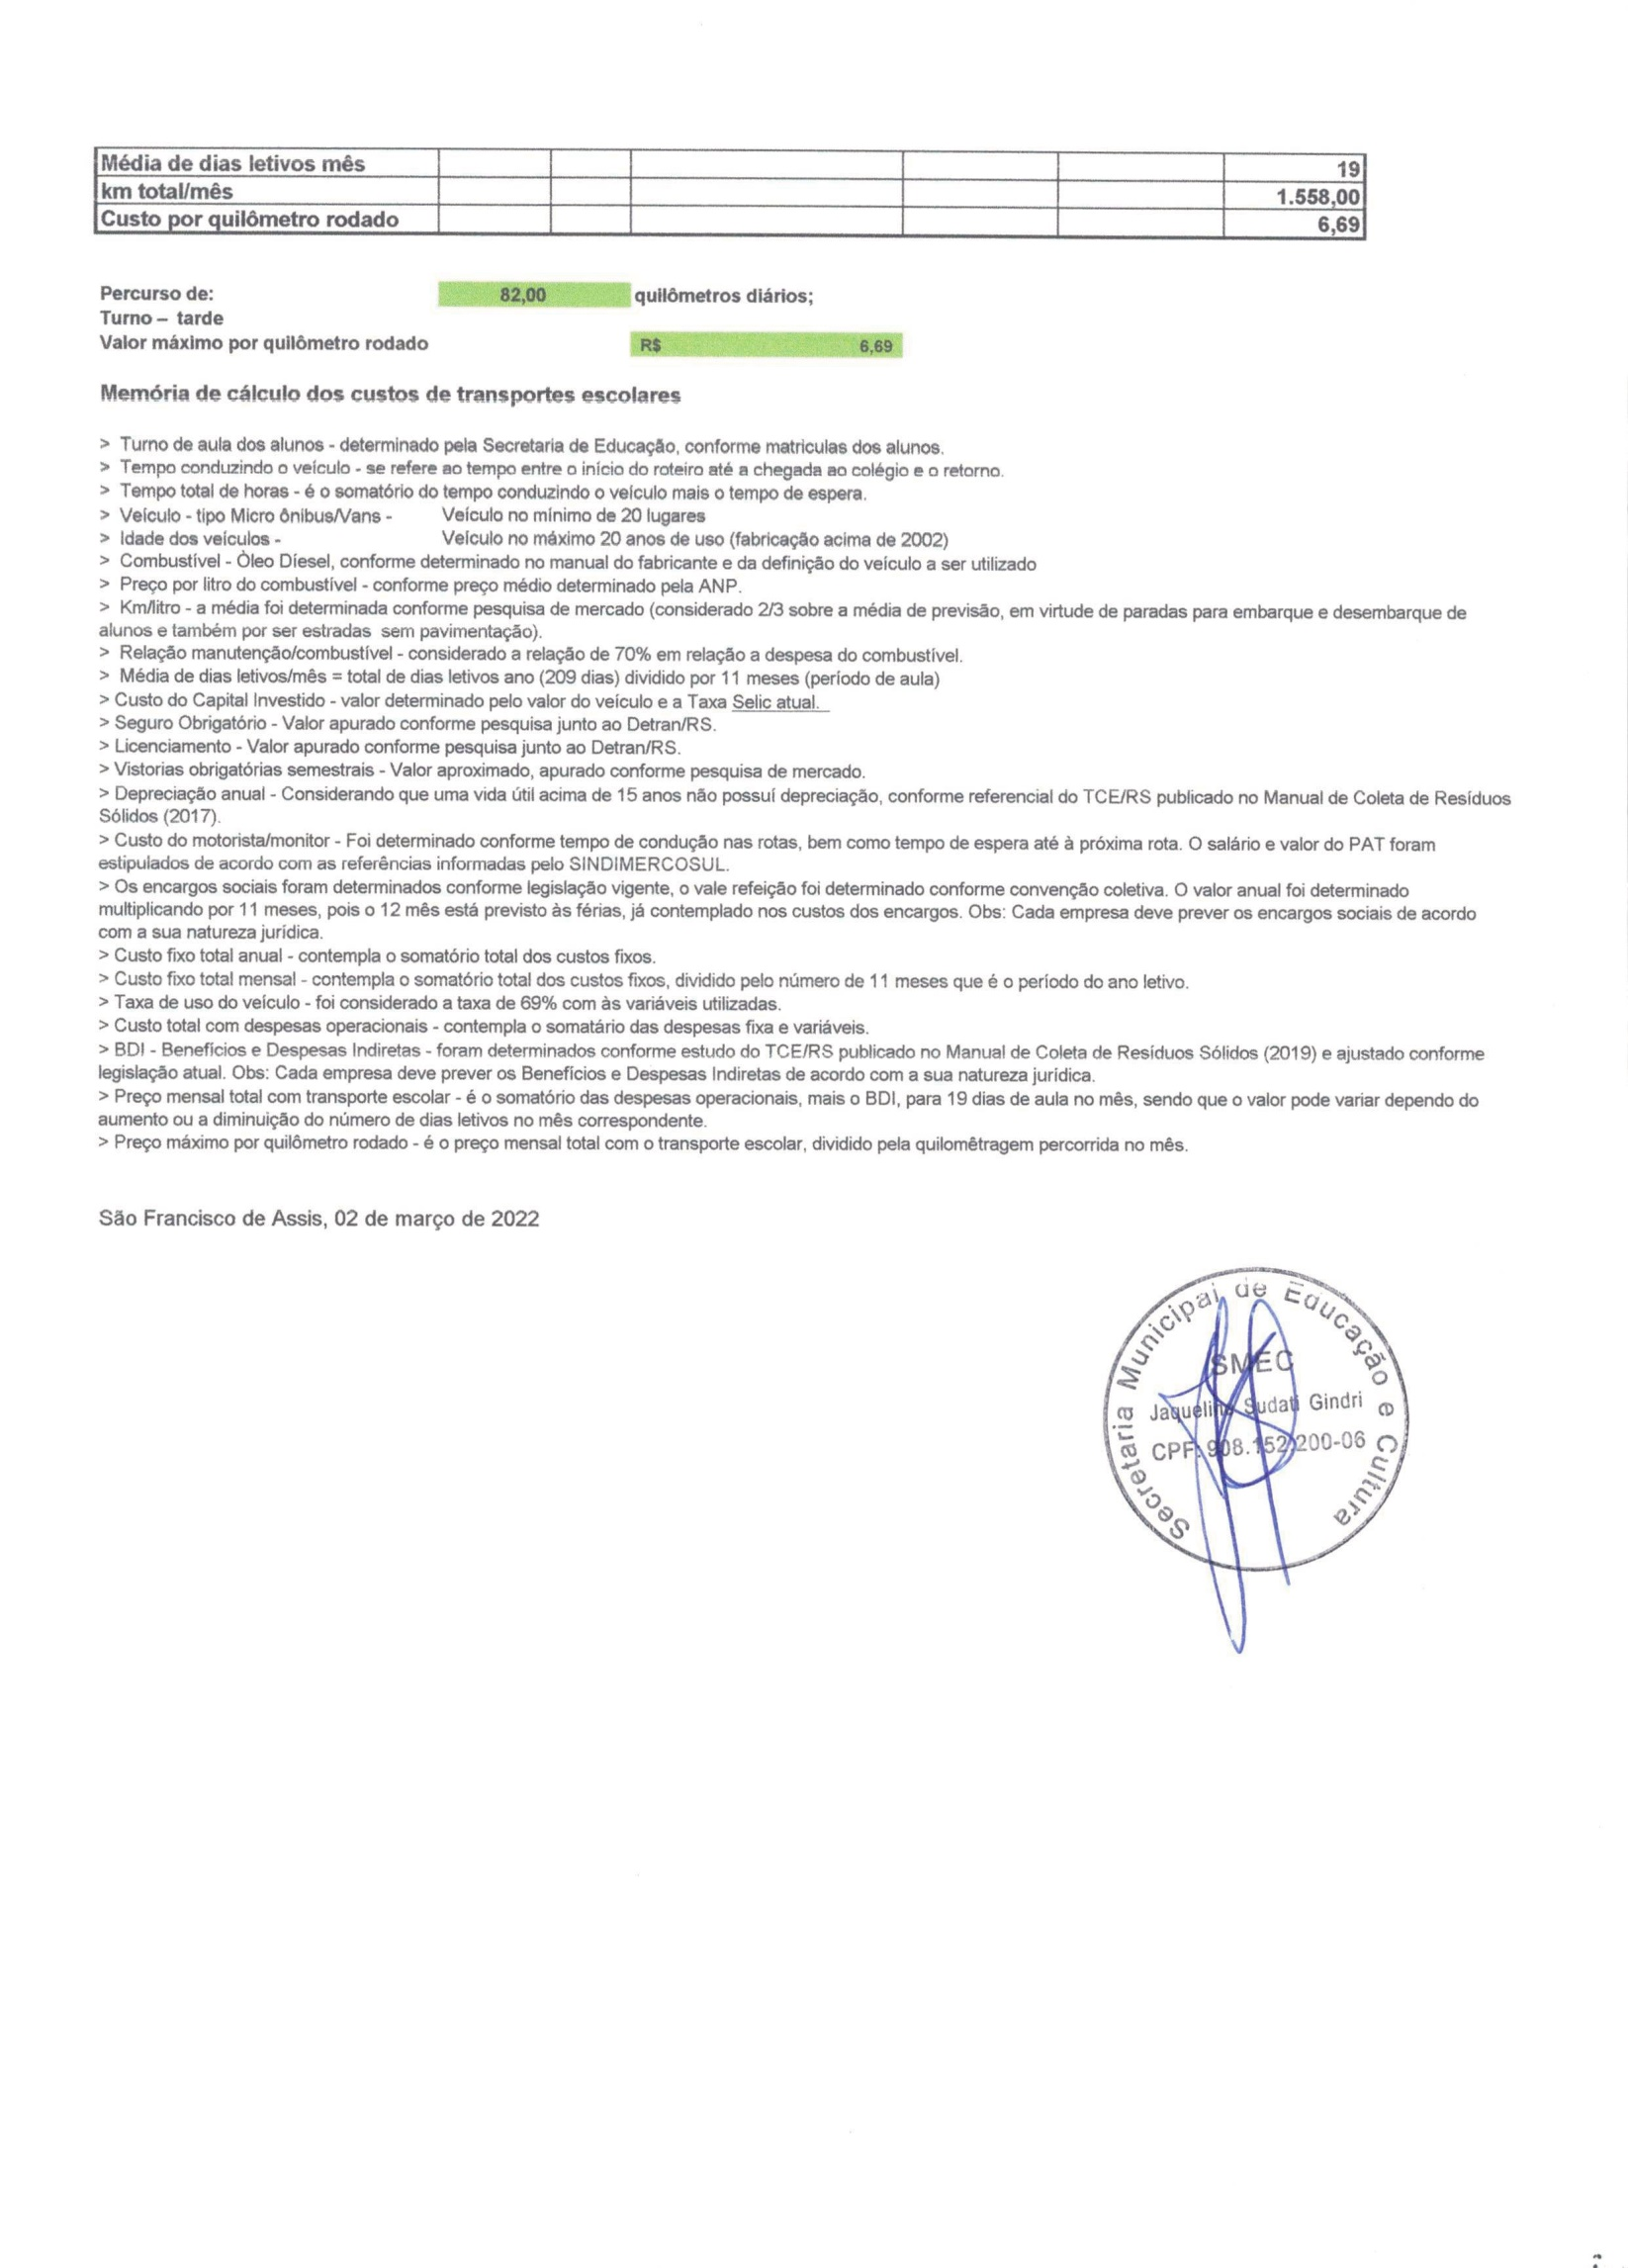 Média de dias letivos mês 19
km total/mês 1.558,00
Custo por quilômetro rodado 6,69
Percurso de: 82,00 quilômetros diários;
Turno – tarde
Valor máximo por quilômetro rodado R$ 6,69
Memória de cálculo dos custos de transportes escolares
> Turno de aula dos alunos - determinado pela Secretaria de Educação, conforme matriculas dos alunos.
> Tempo conduzindo o veículo - se refere ao tempo entre o início do roteiro até a chegada ao colégio e o retorno.
> Tempo total de horas - é o somatório do tempo conduzindo o veículo mais o tempo de espera.
> Veículo - tipo Micro ônibus/Vans - Veículo no mínimo de 20 lugares
> Idade dos veículos - Veículo no máximo 20 anos de uso (fabricação acima de 2002)
> Combustível - Òleo Díesel, conforme determinado no manual do fabricante e da definição do veículo a ser utilizado
> Preço por litro do combustível - conforme preço médio determinado pela ANP.
> Km/litro - a média foi determinada conforme pesquisa de mercado (considerado 2/3 sobre a média de previsão, em virtude de paradas para embarque e desembarque de
alunos e também por ser estradas sem pavimentação).
> Relação manutenção/combustível - considerado a relação de 70% em relação a despesa do combustível.
> Média de dias letivos/mês = total de dias letivos ano (209 dias) dividido por 11 meses (período de aula)
> Custo do Capital Investido - valor determinado pelo valor do veículo e a Taxa Selic atual.
> Seguro Obrigatório - Valor apurado conforme pesquisa junto ao Detran/RS.
> Licenciamento - Valor apurado conforme pesquisa junto ao Detran/RS.
> Vistorias obrigatórias semestrais - Valor aproximado, apurado conforme pesquisa de mercado.
> Depreciação anual - Considerando que uma vida útil acima de 15 anos não possuí depreciação, conforme referencial do TCE/RS publicado no Manual de Coleta de Resíduos
Sólidos (2017).
> Custo do motorista/monitor - Foi determinado conforme tempo de condução nas rotas, bem como tempo de espera até à próxima rota. O salário e valor do PAT foram
estipulados de acordo com as referências informadas pelo SINDIMERCOSUL.
> Os encargos sociais foram determinados conforme legislação vigente, o vale refeição foi determinado conforme convenção coletiva. O valor anual foi determinado
multiplicando por 11 meses, pois o 12 mês está previsto às férias, já contemplado nos custos dos encargos. Obs: Cada empresa deve prever os encargos sociais de acordo
com a sua natureza jurídica.
> Custo fixo total anual - contempla o somatório total dos custos fixos.
> Custo fixo total mensal - contempla o somatório total dos custos fixos, dividido pelo número de 11 meses que é o período do ano letivo.
> Taxa de uso do veículo - foi considerado a taxa de 69% com às variáveis utilizadas.
> Custo total com despesas operacionais - contempla o somatário das despesas fixa e variáveis.
> BDI - Benefícios e Despesas Indiretas - foram determinados conforme estudo do TCE/RS publicado no Manual de Coleta de Resíduos Sólidos (2019) e ajustado conforme
legislação atual. Obs: Cada empresa deve prever os Benefícios e Despesas Indiretas de acordo com a sua natureza jurídica.
> Preço mensal total com transporte escolar - é o somatório das despesas operacionais, mais o BDI, para 19 dias de aula no mês, sendo que o valor pode variar dependo do
aumento ou a diminuição do número de dias letivos no mês correspondente.
> Preço máximo por quilômetro rodado - é o preço mensal total com o transporte escolar, dividido pela quilomêtragem percorrida no mês.
São Francisco de Assis, 02 de março de 2022
Secretaria Municipal de Educação e Cultura
SMEC
Jaqueline Sudati Gindri
CPF: 908.152.200-06